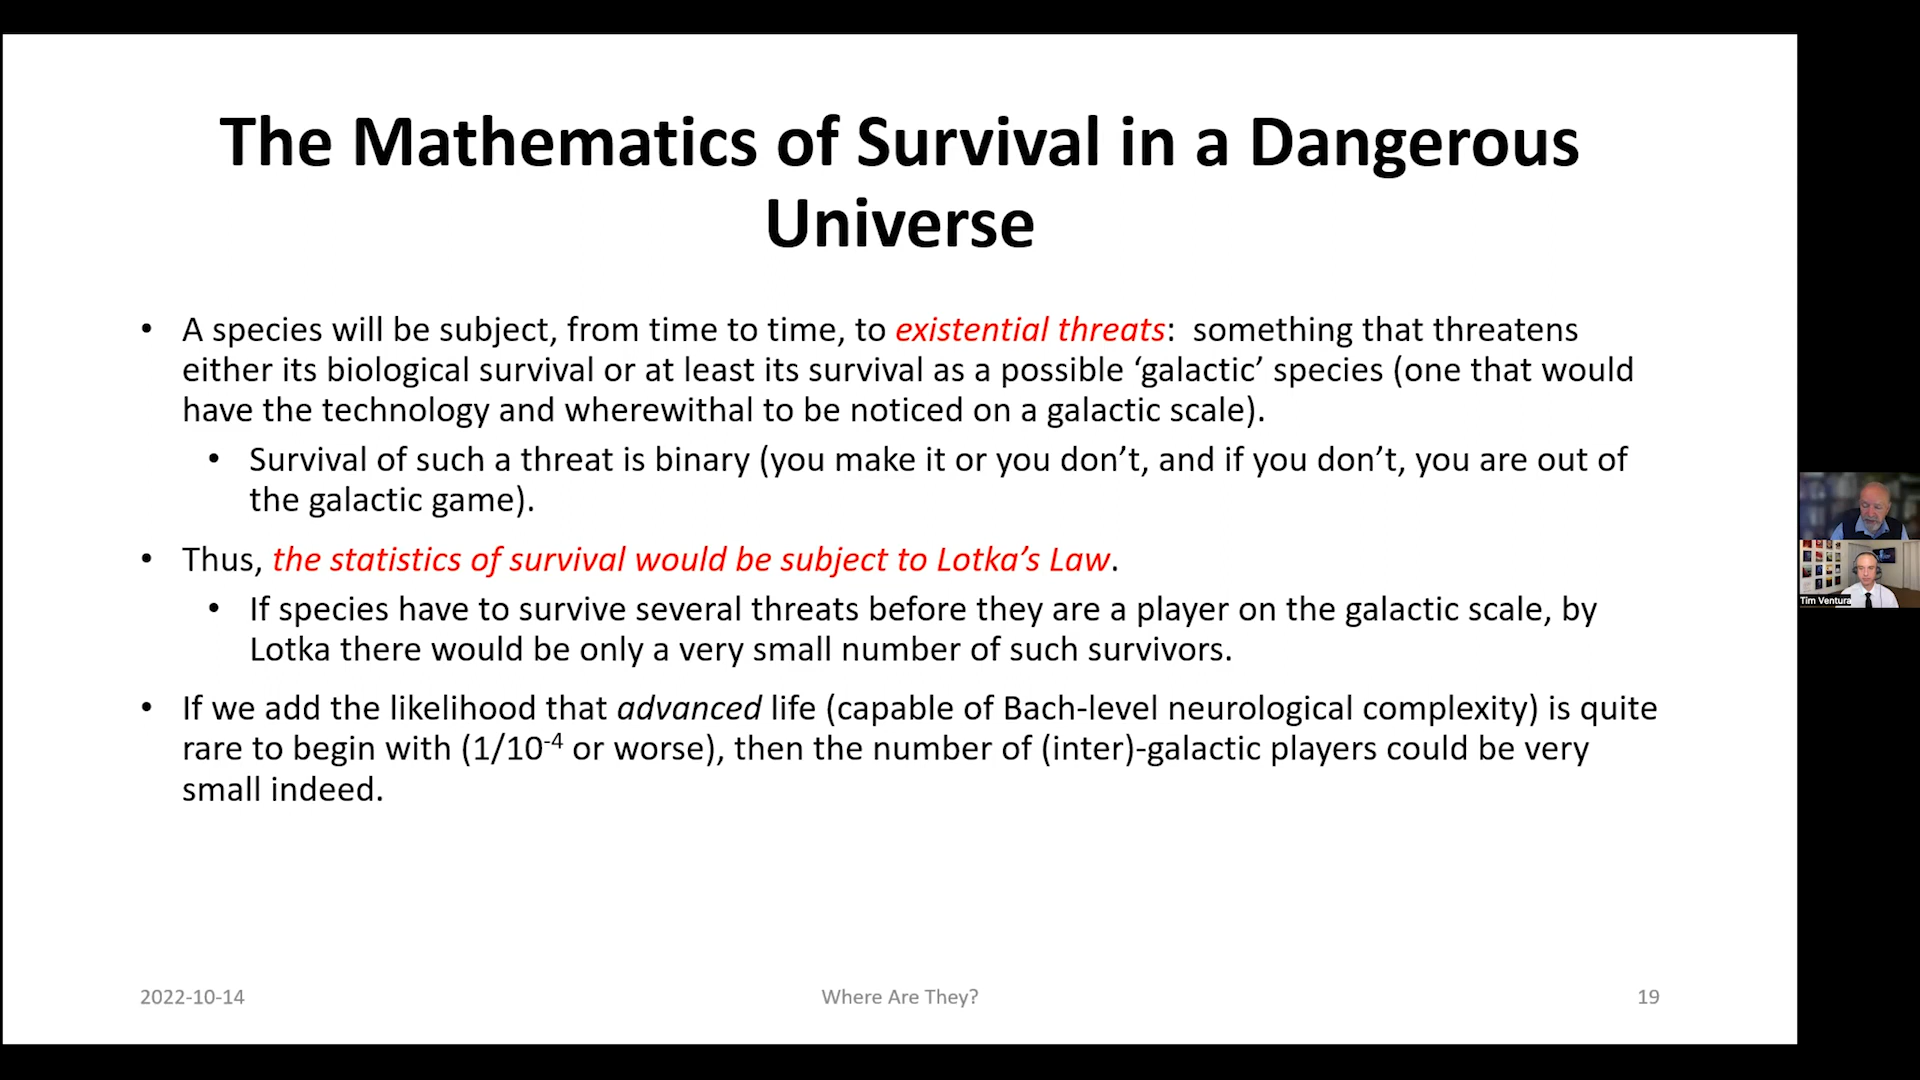 The Mathematics of Survival in a Dangerous
Universe
• A species will be subject, from time to time, to existential threats: something that threatens
either its biological survival or at least its survival as a possible ‘galactic’ species (one that would
have the technology and wherewithal to be noticed on a galactic scale).
• Survival of such a threat is binary (you make it or you don’t, and if you don’t, you are out of
the galactic game).
• Thus, the statistics of survival would be subject to Lotka’s Law.
• If species have to survive several threats before they are a player on the galactic scale, by
Lotka there would be only a very small number of such survivors.
• If we add the likelihood that advanced life (capable of Bach-level neurological complexity) is quite
rare to begin with (1/10⁻⁴ or worse), then the number of (inter)-galactic players could be very
small indeed.
2022-10-14
Where Are They?
19
Tim Ventura